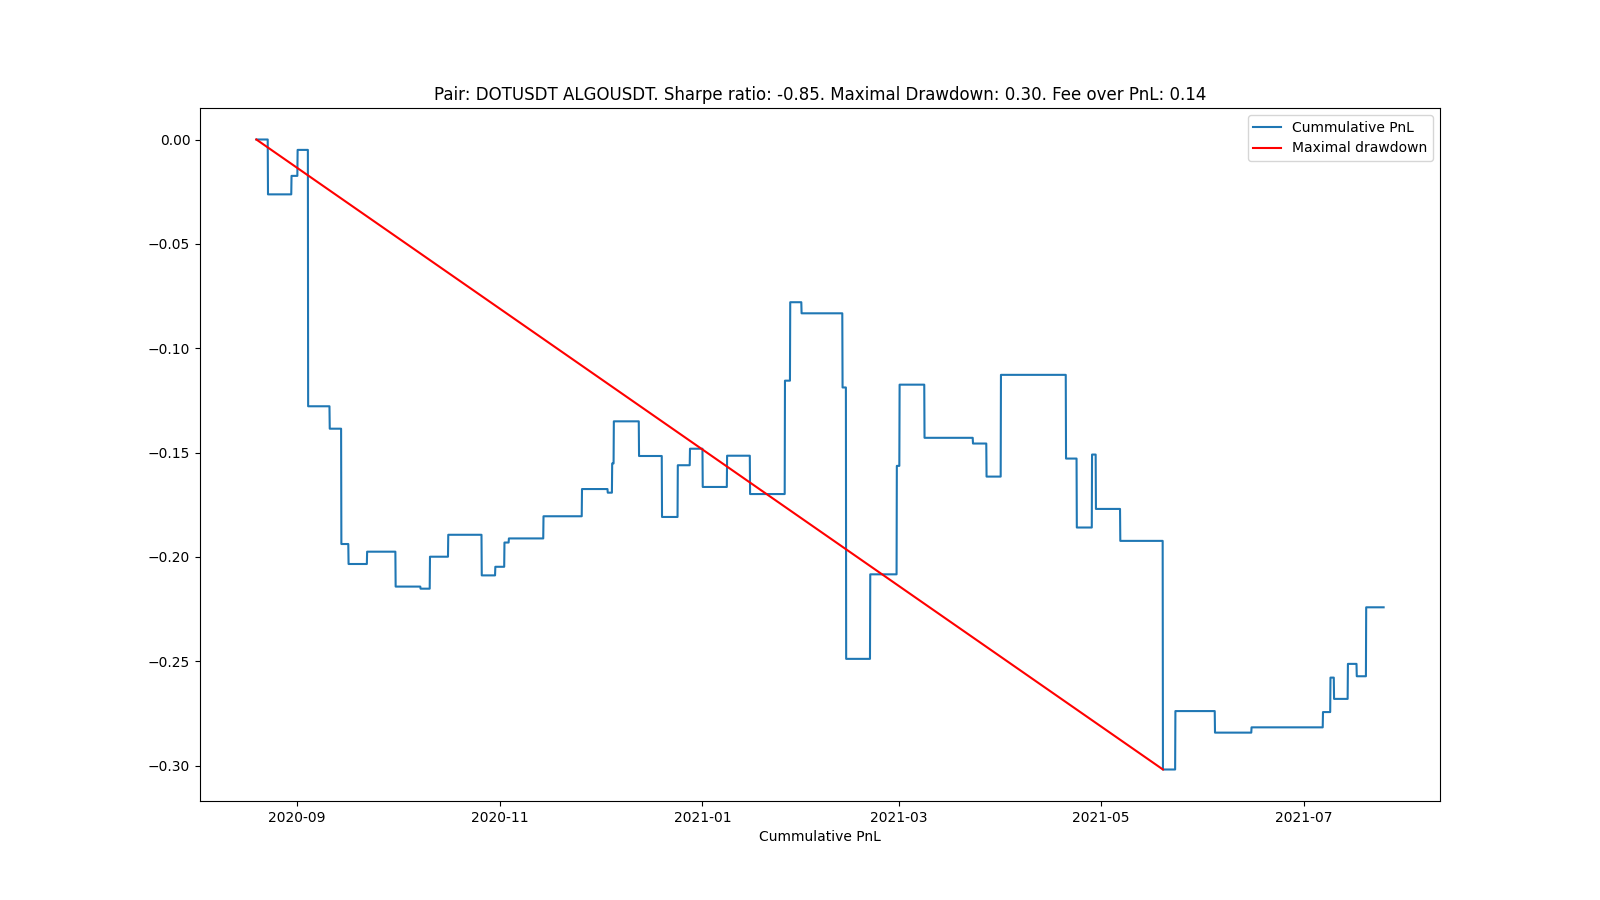 Pair: DOTUSDT ALGOUSDT. Sharpe ratio: -0.85. Maximal Drawdown: 0.30. Fee over PnL: 0.14
Cummulative PnL
Maximal drawdown
0.00
−0.05
−0.10
−0.15
−0.20
−0.25
−0.30
2020-09 2020-11 2021-01 2021-03 2021-05 2021-07
Cummulative PnL